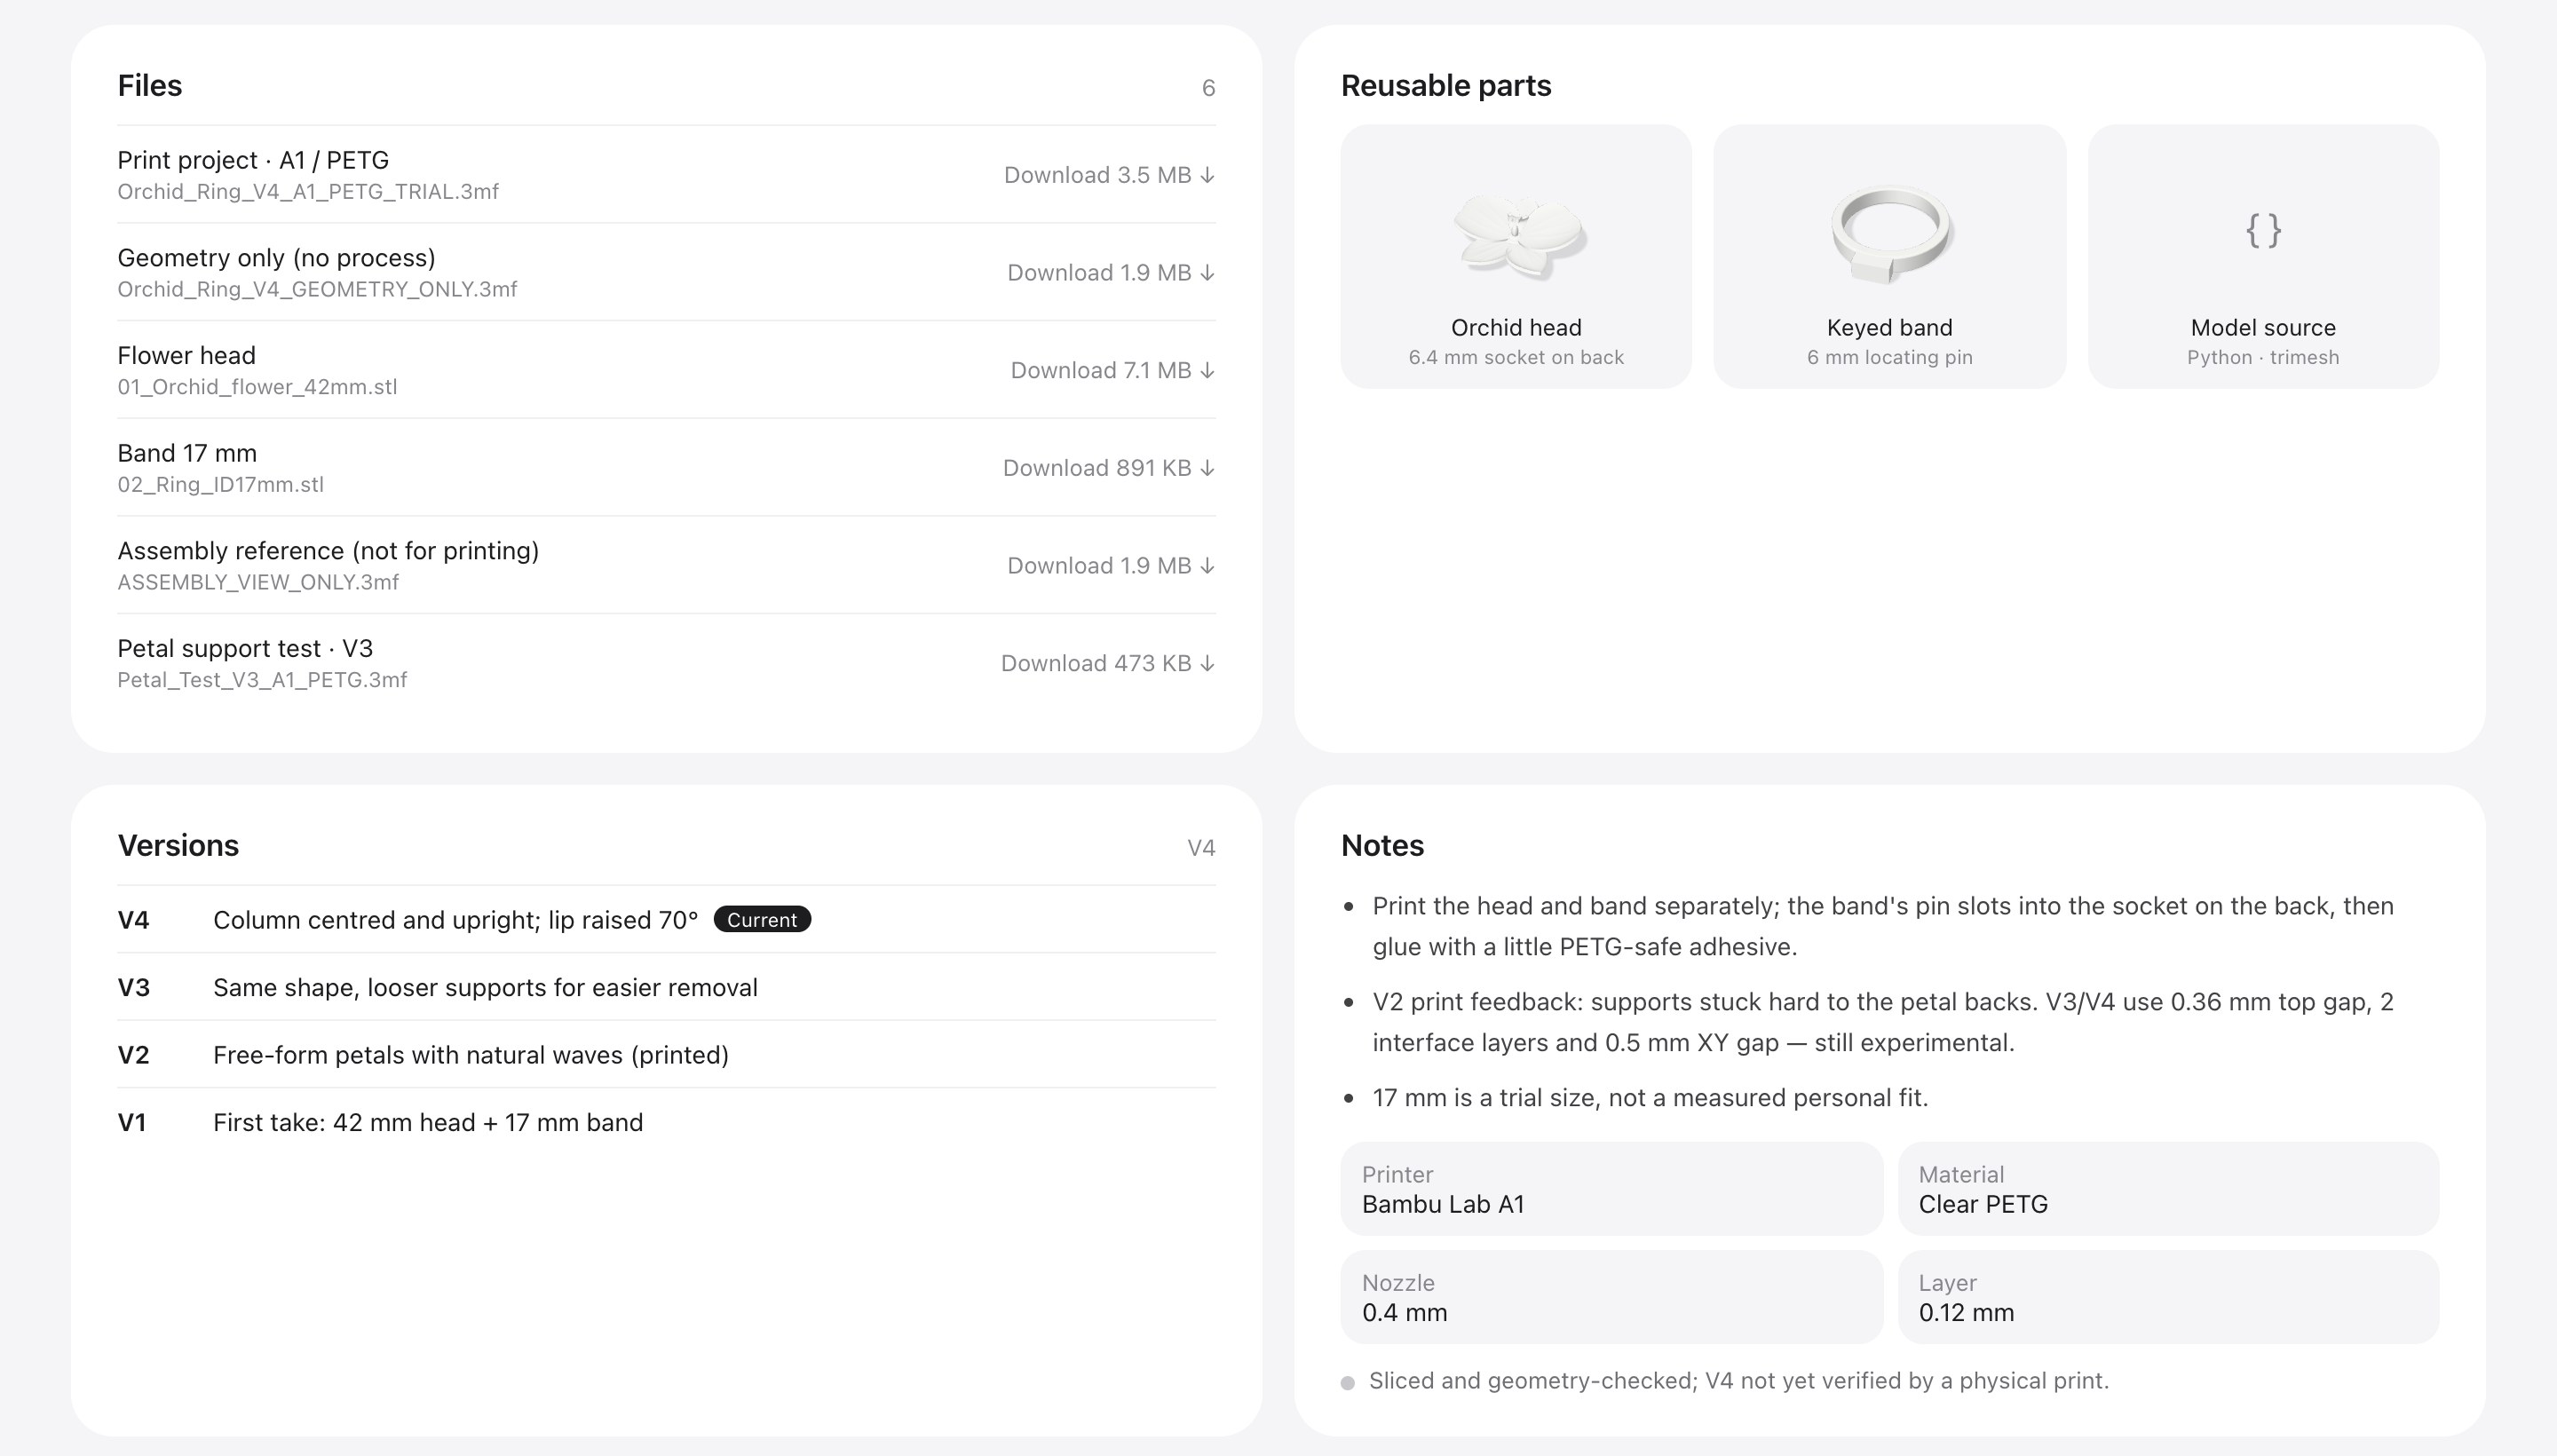 Files
6
Print project · A1 / PETG
Orchid_Ring_V4_A1_PETG_TRIAL.3mf
Download 3.5 MB ↓
Geometry only (no process)
Orchid_Ring_V4_GEOMETRY_ONLY.3mf
Download 1.9 MB ↓
Flower head
01_Orchid_flower_42mm.stl
Download 7.1 MB ↓
Band 17 mm
02_Ring_ID17mm.stl
Download 891 KB ↓
Assembly reference (not for printing)
ASSEMBLY_VIEW_ONLY.3mf
Download 1.9 MB ↓
Petal support test · V3
Petal_Test_V3_A1_PETG.3mf
Download 473 KB ↓
Reusable parts
Orchid head
6.4 mm socket on back
Keyed band
6 mm locating pin
{ }
Model source
Python · trimesh
Versions
V4
V4 Column centred and upright; lip raised 70° Current
V3 Same shape, looser supports for easier removal
V2 Free-form petals with natural waves (printed)
V1 First take: 42 mm head + 17 mm band
Notes
• Print the head and band separately; the band's pin slots into the socket on the back, then
glue with a little PETG-safe adhesive.
• V2 print feedback: supports stuck hard to the petal backs. V3/V4 use 0.36 mm top gap, 2
interface layers and 0.5 mm XY gap — still experimental.
• 17 mm is a trial size, not a measured personal fit.
Printer
Bambu Lab A1
Material
Clear PETG
Nozzle
0.4 mm
Layer
0.12 mm
Sliced and geometry-checked; V4 not yet verified by a physical print.